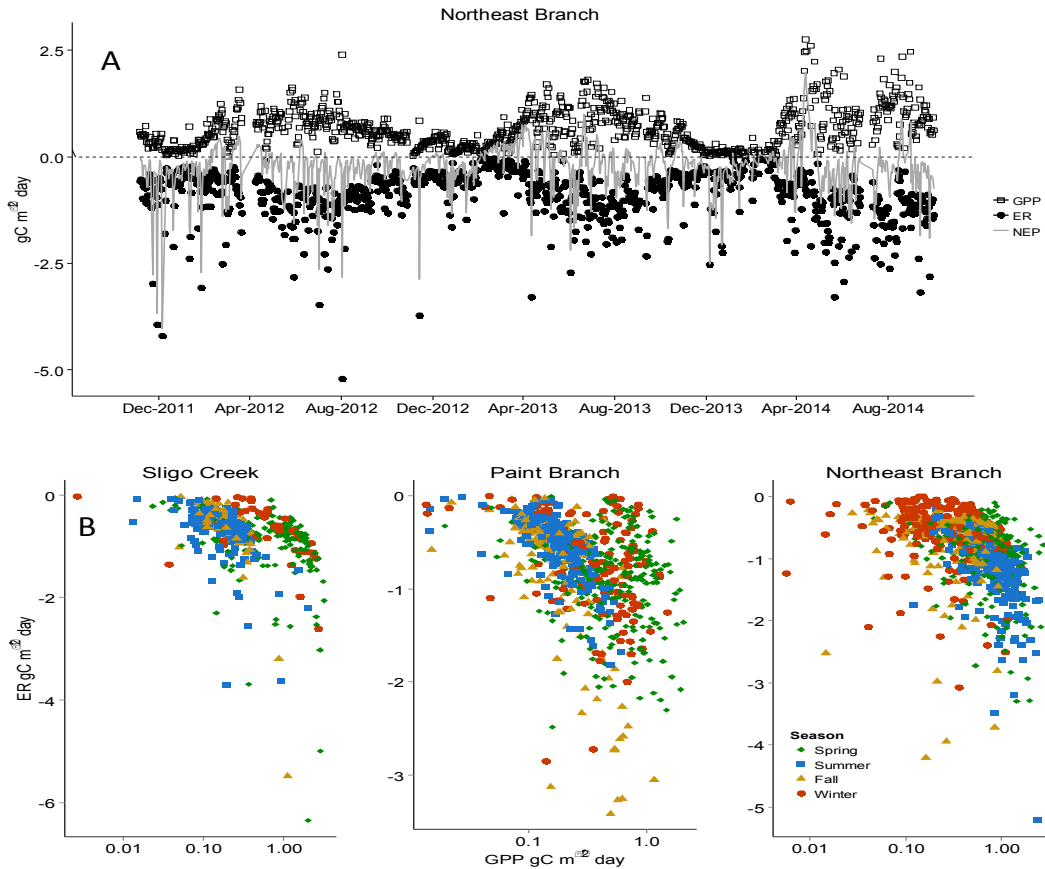 Northeast Branch
A
2.5
0.0
-2.5
-5.0
gC m day
GPP
ER
NEP
Dec-2011 Apr-2012 Aug-2012 Dec-2012 Apr-2013 Aug-2013 Dec-2013 Apr-2014 Aug-2014
Sligo Creek Paint Branch Northeast Branch
B
0
-2
-4
-6
ER gC m day
0.01 0.10 1.00
0
-1
-2
-3
0.1 1.0
GPP gC m day
0
-1
-2
-3
-4
-5
Season
Spring
Summer
Fall
Winter
0.01 0.10 1.00